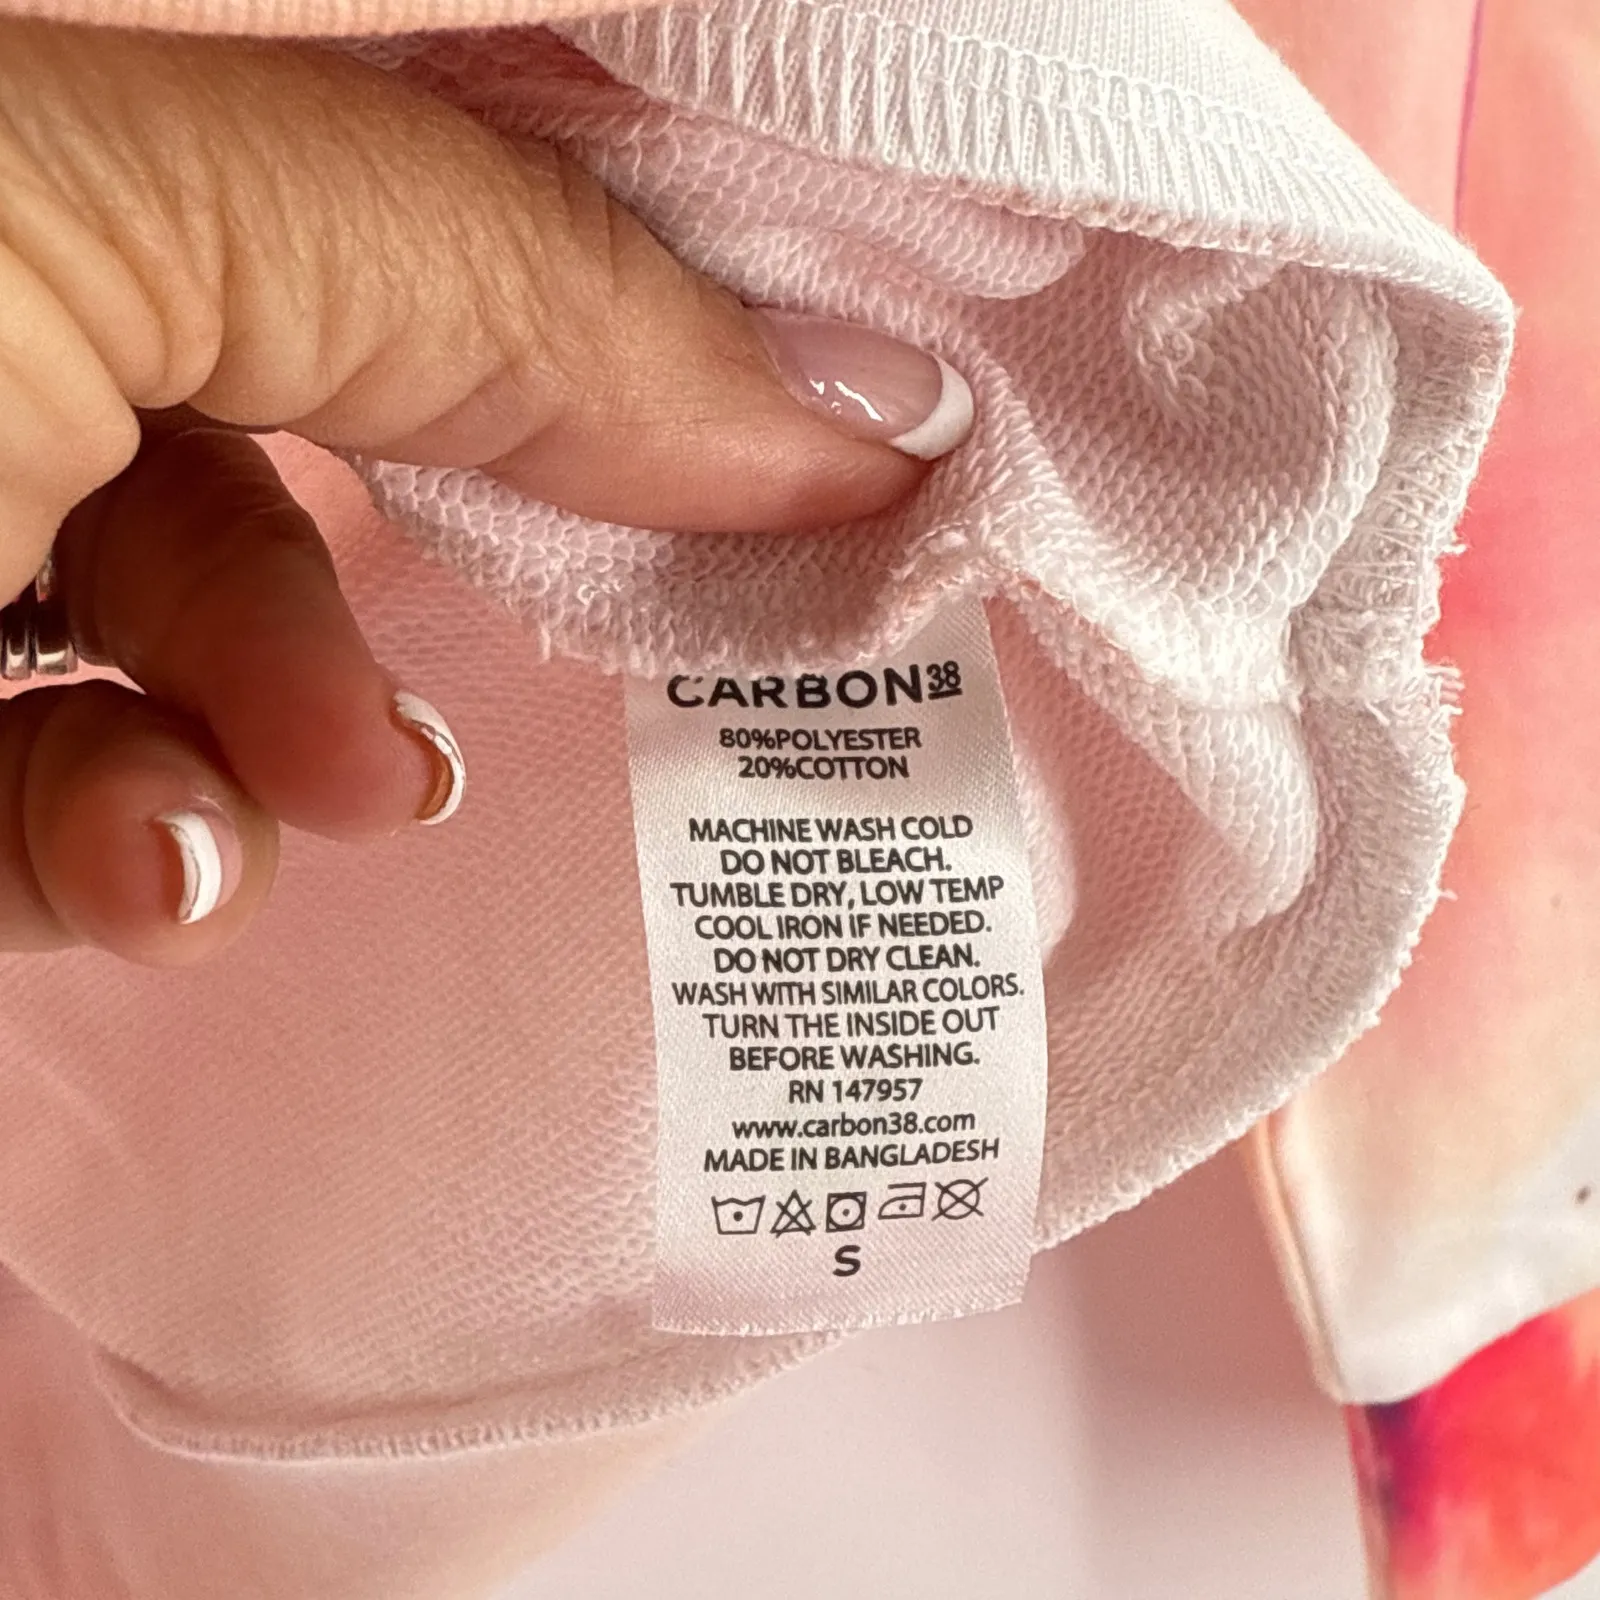 CARBON38
80%POLYESTER
20%COTTON
MACHINE WASH COLD
DO NOT BLEACH.
TUMBLE DRY, LOW TEMP
COOL IRON IF NEEDED.
DO NOT DRY CLEAN.
WASH WITH SIMILAR COLORS.
TURN THE INSIDE OUT
BEFORE WASHING.
RN 147957
www.carbon38.com
MADE IN BANGLADESH
S